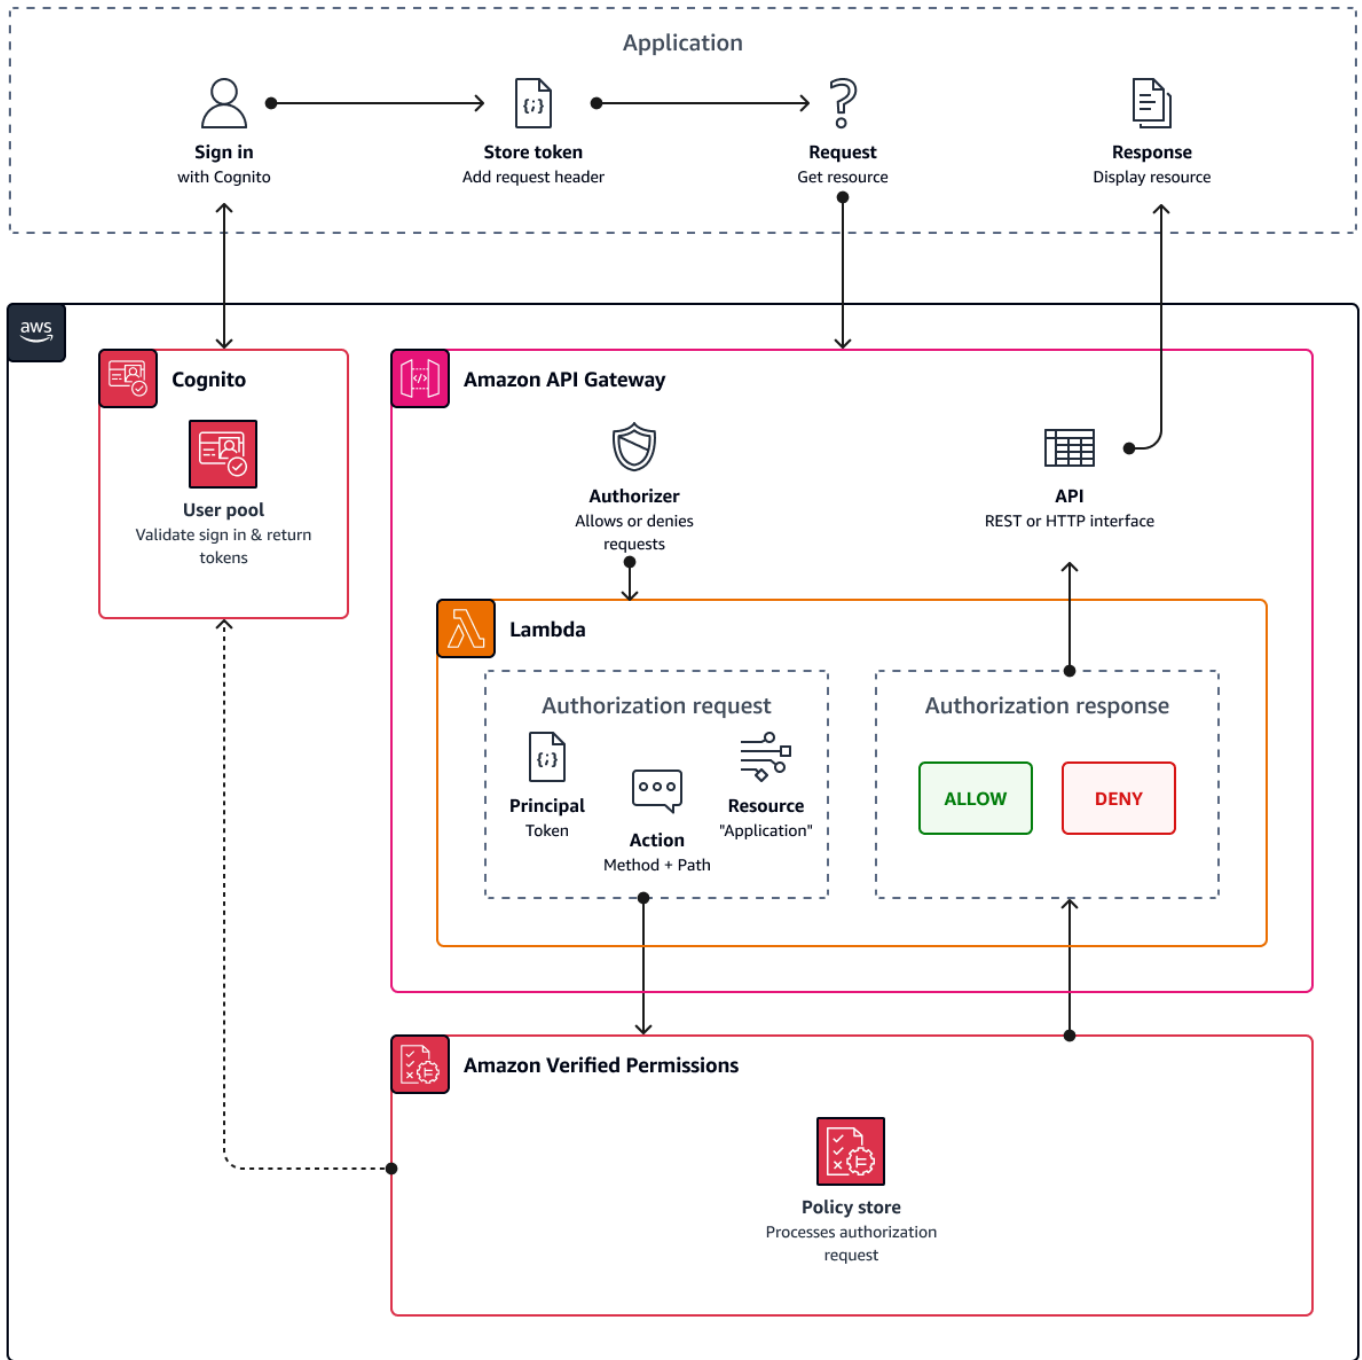 Application
Sign in
with Cognito
{;}
Store token
Add request header
?
Request
Get resource
Response
Display resource
aws
Cognito
User pool
Validate sign in & return
tokens
</>
Amazon API Gateway
Authorizer
Allows or denies
requests
API
REST or HTTP interface
Lambda
Authorization request
{;}
Principal
Token
Action
Method + Path
Resource
"Application"
Authorization response
ALLOW
DENY
Amazon Verified Permissions
Policy store
Processes authorization
request